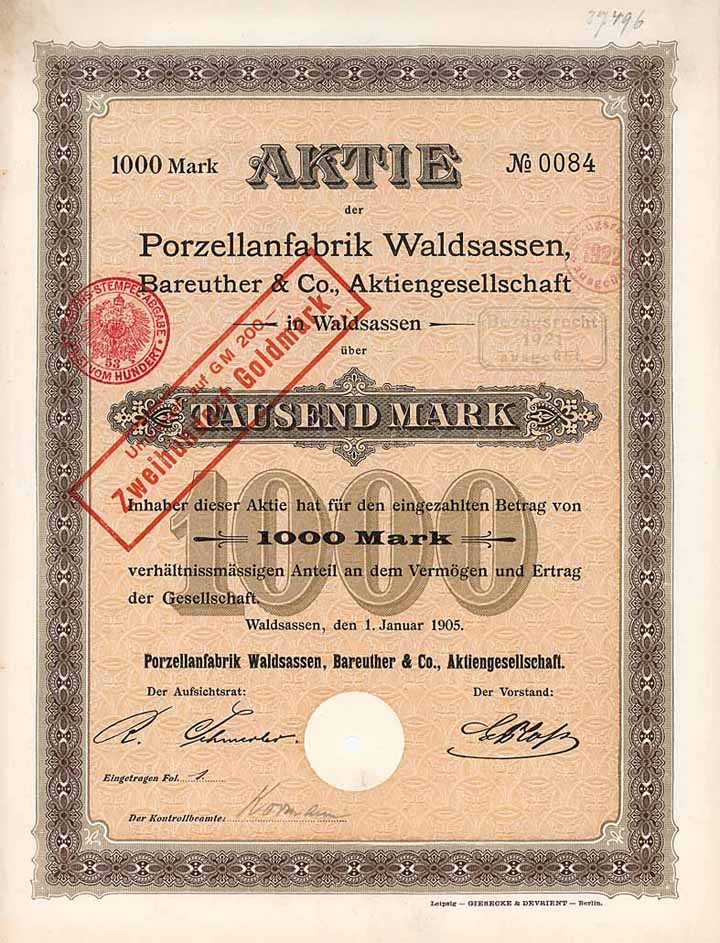 37496
1000 Mark AKTIE № 0084
der
Porzellanfabrik Waldsassen,
Bareuther & Co., Aktiengesellschaft
in Waldsassen
über
1922
Bezugsrecht
1921
ausgeübt.
STEMPELABGABE
53
VOM HUNDERT
auf GM 200.—
Zweihundert Goldmark
TAUSEND MARK
1000
Inhaber dieser Aktie hat für den eingezahlten Betrag von
1000 Mark
verhältnissmässigen Anteil an dem Vermögen und Ertrag
der Gesellschaft.
Waldsassen, den 1. Januar 1905.
Porzellanfabrik Waldsassen, Bareuther & Co., Aktiengesellschaft.
Der Aufsichtsrat: Der Vorstand:
Eingetragen Fol. 1.
Der Kontrollbeamte:
Leipzig — GIESECKE & DEVRIENT — Berlin.